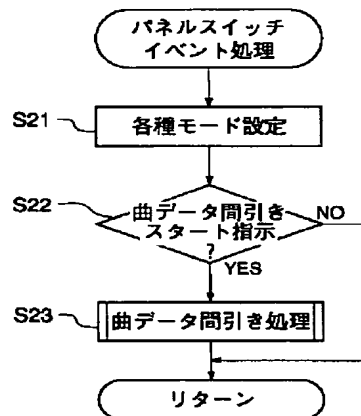 パネルスイッチ
イベント処理
S21
各種モード設定
S22
曲データ間引き
スタート指示
?
NO
YES
S23
曲データ間引き処理
リターン